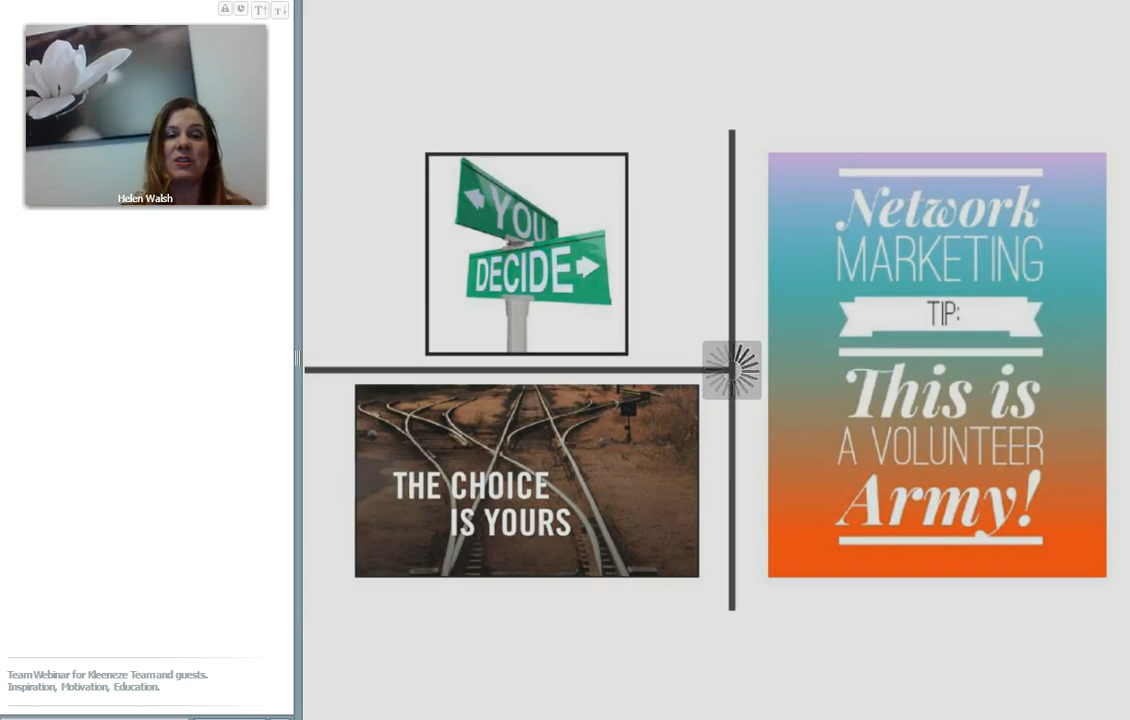 T↑ T↓
Helen Walsh
YOU
DECIDE
THE CHOICE
IS YOURS
Network
MARKETING
TIP:
This is
A VOLUNTEER
Army!
Team Webinar for Kleeneze Team and guests.
Inspiration, Motivation, Education.